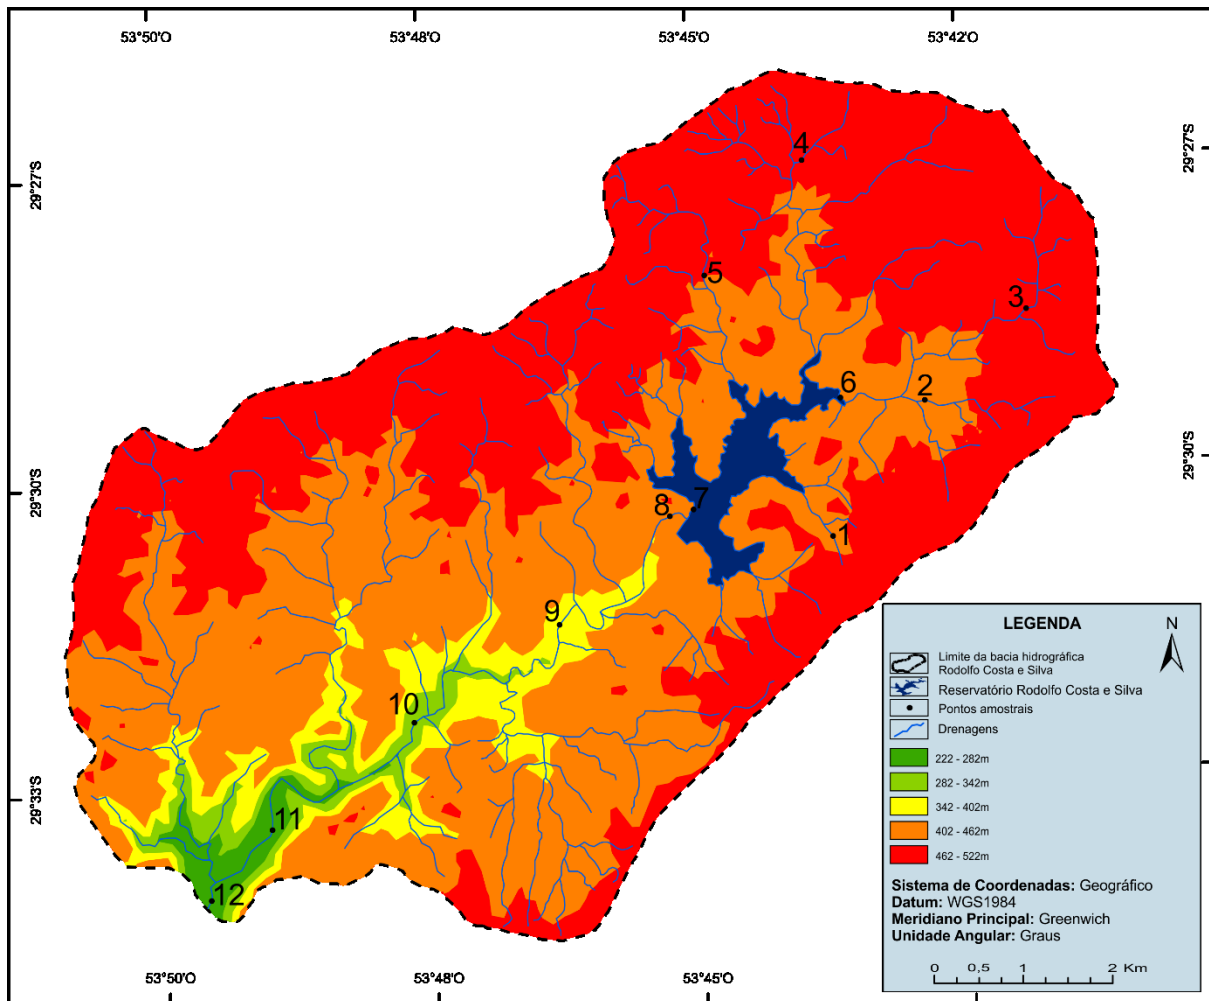 53°50'O 53°48'O 53°45'O 53°42'O
4
29°27'S
29°27'S
5
3
6
2
29°30'S
29°30'S
8
7
1
9
10
29°33'S
11
12
LEGENDA
N
Limite da bacia hidrográfica
Rodolfo Costa e Silva
Reservatório Rodolfo Costa e Silva
Pontos amostrais
Drenagens
222 - 282m
282 - 342m
342 - 402m
402 - 462m
462 - 522m
Sistema de Coordenadas: Geográfico
Datum: WGS1984
Meridiano Principal: Greenwich
Unidade Angular: Graus
0 0,5 1 2 Km
53°50'O 53°48'O 53°45'O